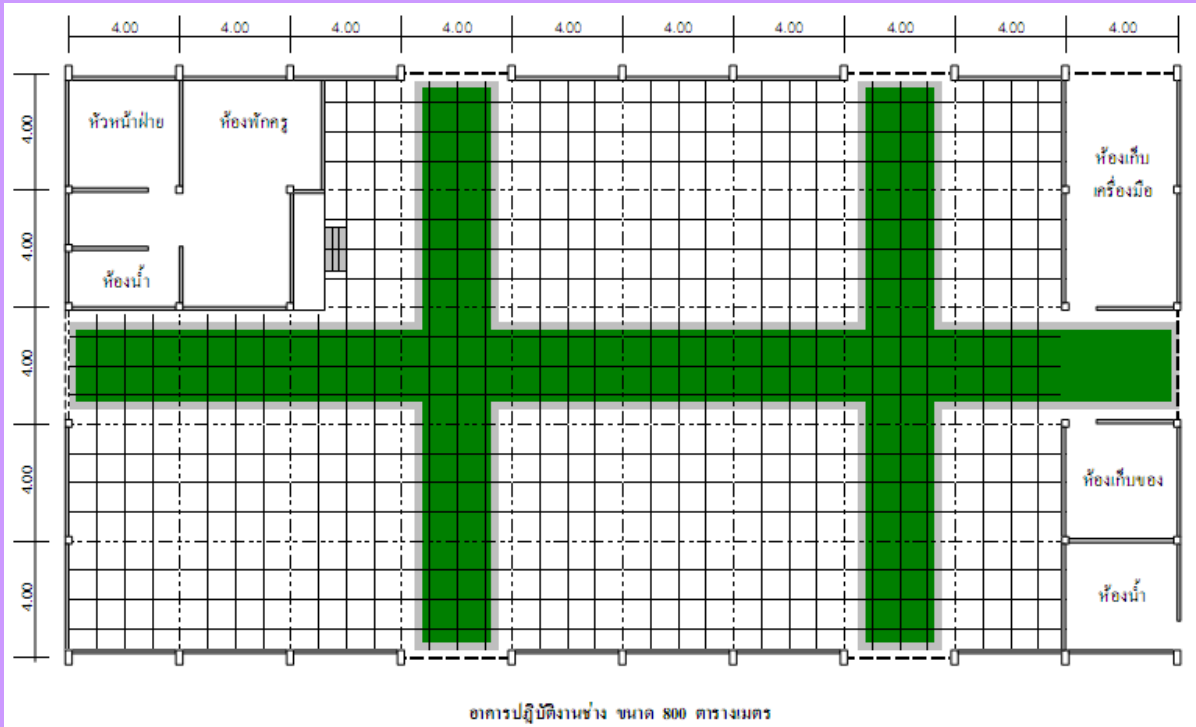 4.00 4.00 4.00 4.00 4.00 4.00 4.00 4.00 4.00 4.00
4.00
4.00
4.00
4.00
4.00
หัวหน้าฝ่าย
ห้องพักครู
ห้องเก็บ
เครื่องมือ
ห้องน้ำ
ห้องเก็บของ
ห้องน้ำ
อาคารปฏิบัติงานช่าง ขนาด 800 ตารางเมตร